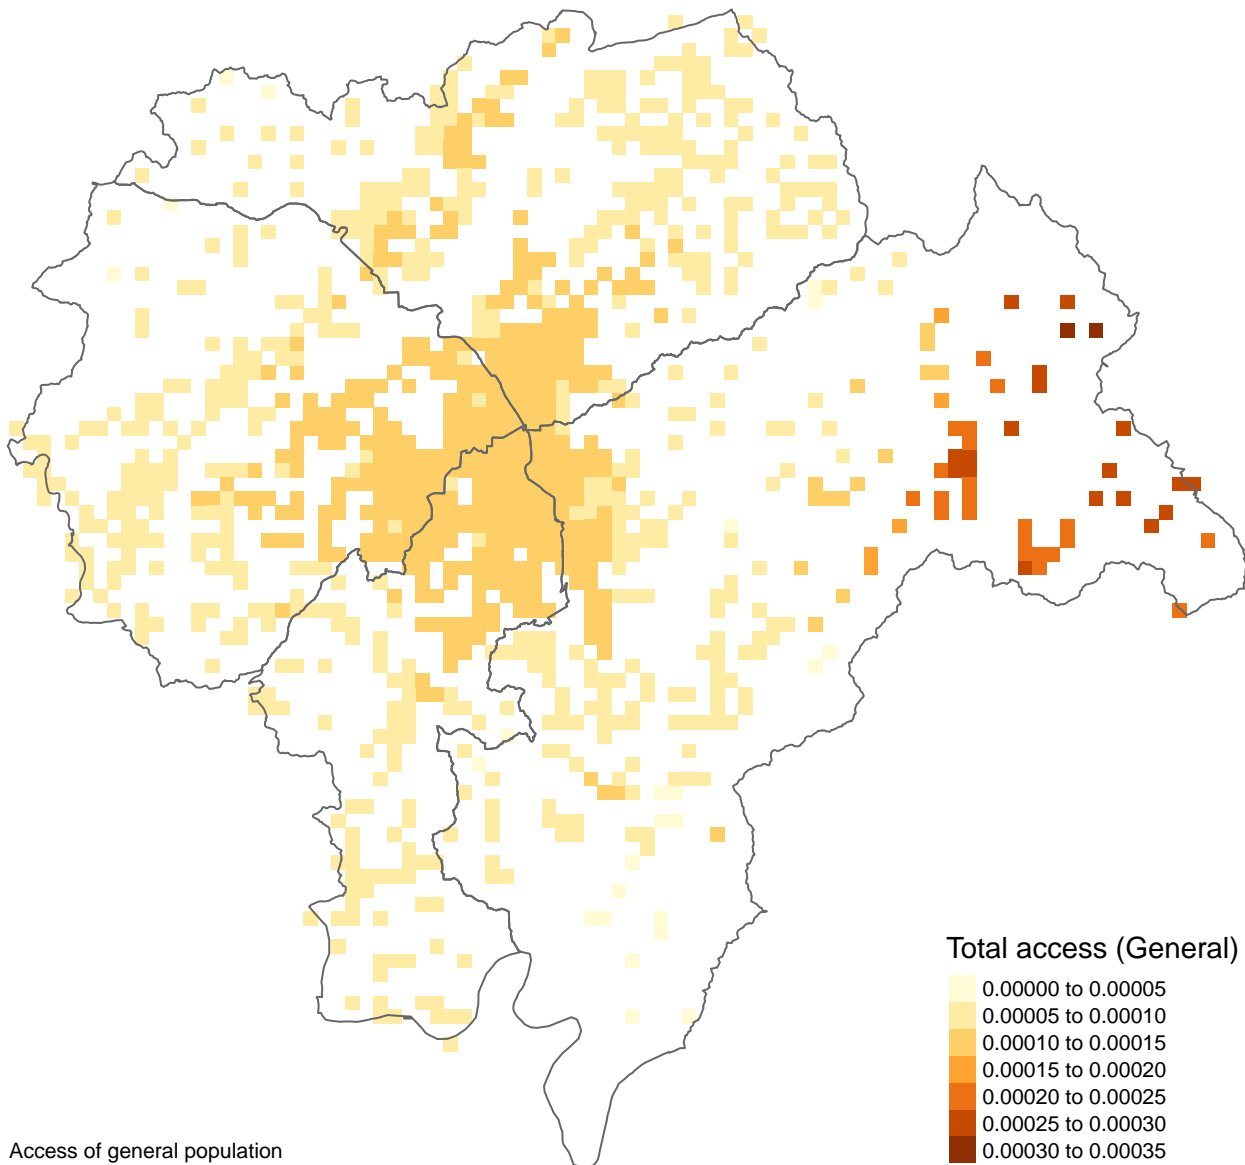 Total access (General)
0.00000 to 0.00005
0.00005 to 0.00010
0.00010 to 0.00015
0.00015 to 0.00020
0.00020 to 0.00025
0.00025 to 0.00030
0.00030 to 0.00035
Access of general population